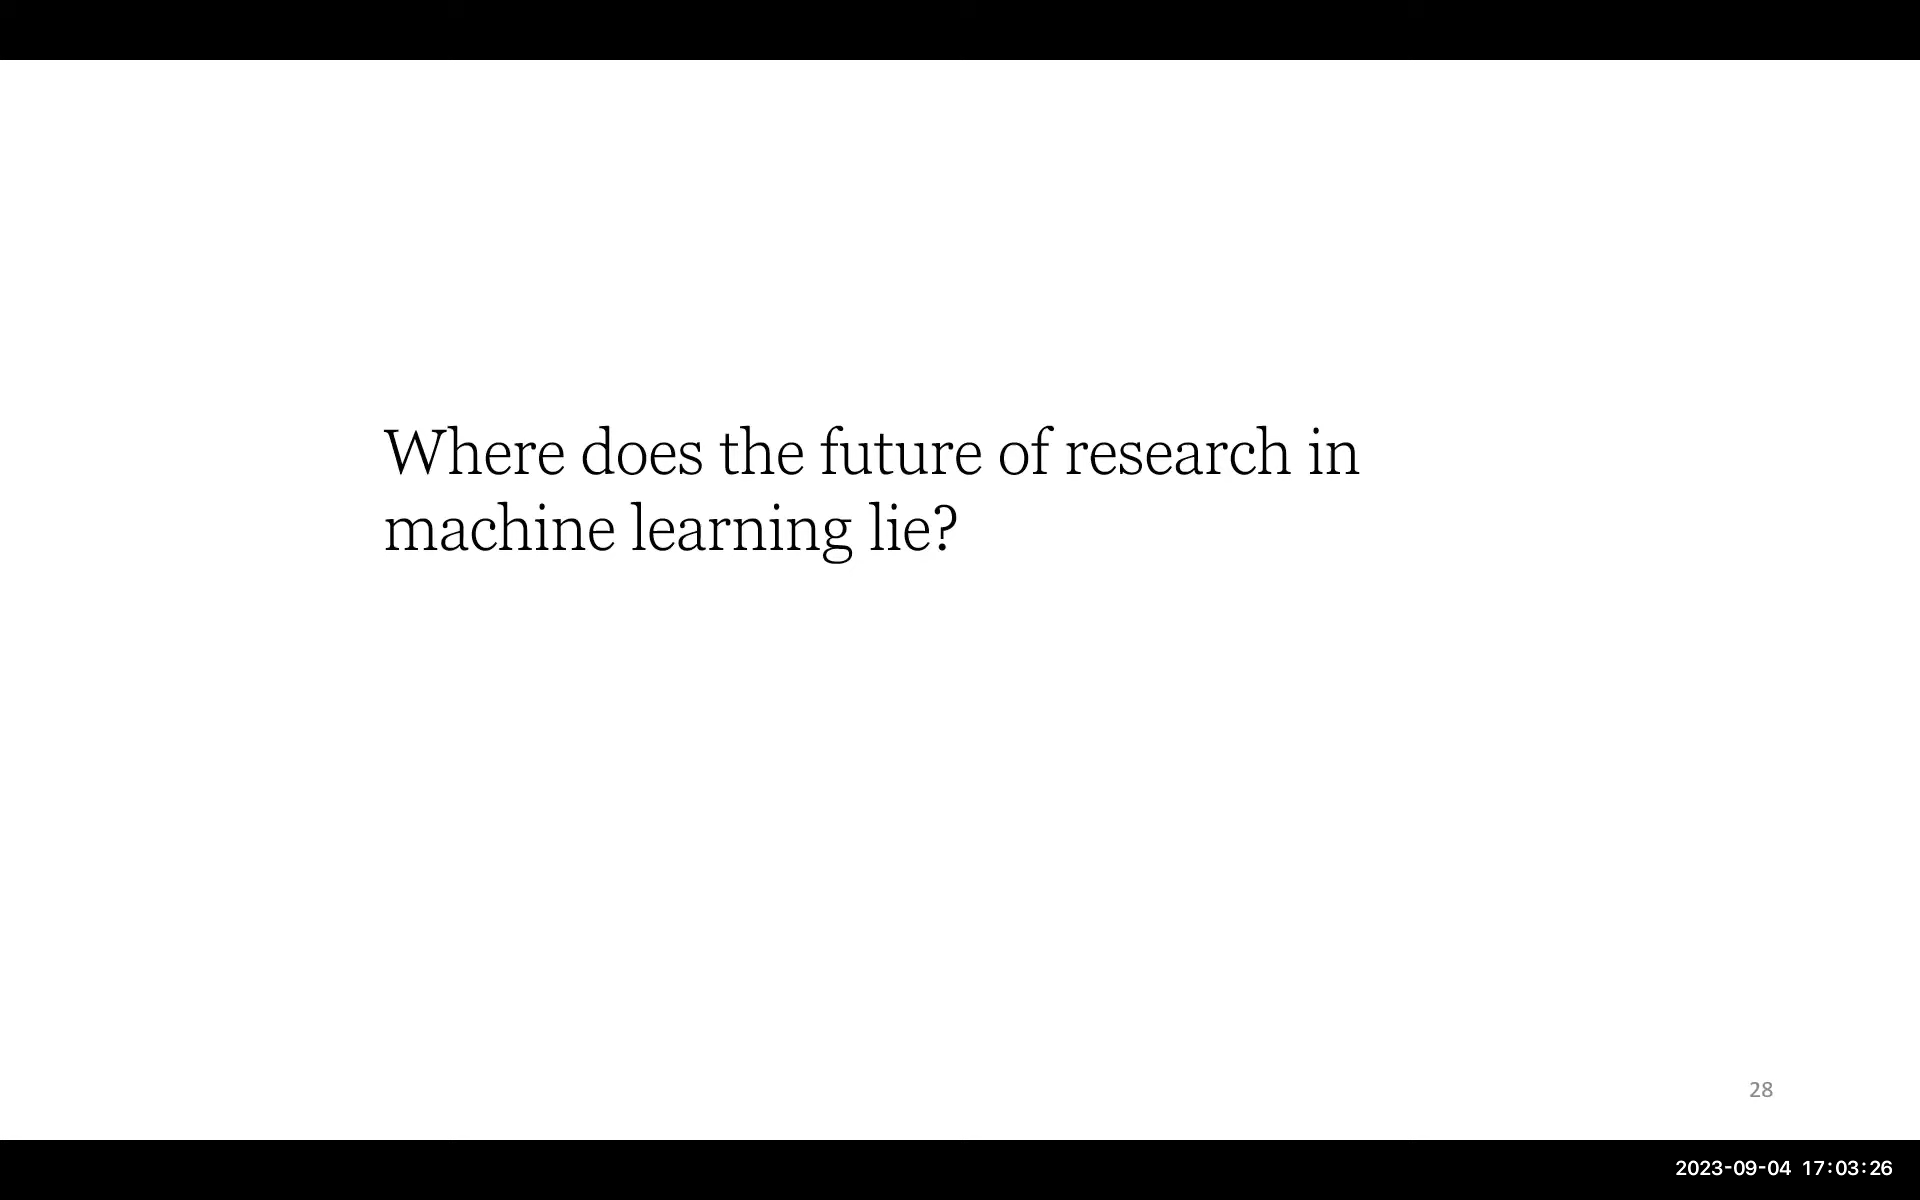 Where does the future of research in
machine learning lie?
28
2023-09-04 17:03:26